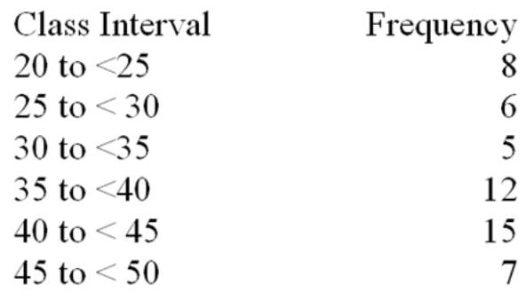 Class Interval Frequency
20 to <25 8
25 to < 30 6
30 to <35 5
35 to <40 12
40 to < 45 15
45 to < 50 7